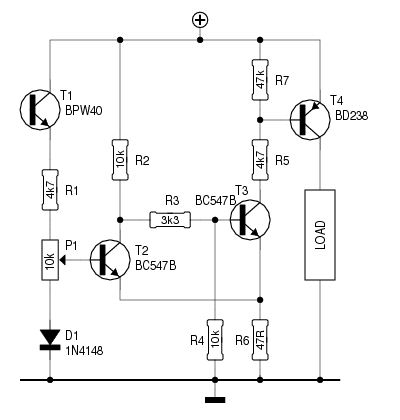 47k
R7
T1
BPW40
T4
BD238
10k
R2
4k7
R5
4k7
R1
R3
3k3
BC547B
T3
LOAD
P1
10k
T2
BC547B
D1
1N4148
R4
10k
R6
47R